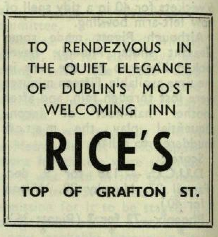 TO RENDEZVOUS IN
THE QUIET ELEGANCE
OF DUBLIN'S MOST
WELCOMING INN
RICE'S
TOP OF GRAFTON ST.